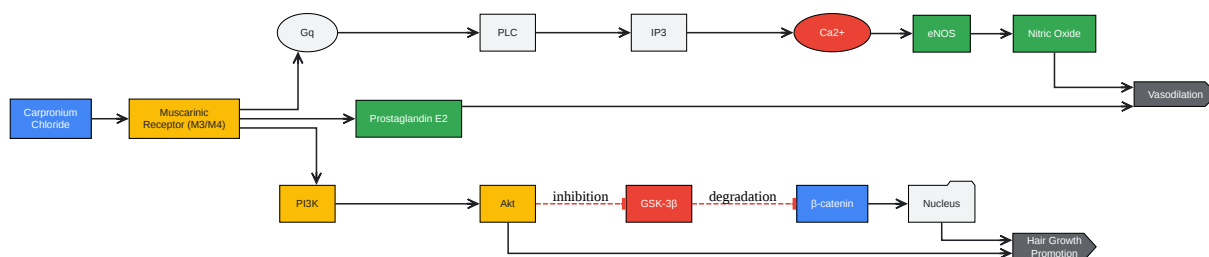 Gq
PLC
IP3
Ca2+
eNOS
Nitric Oxide
Vasodilation
Carpronium
Chloride
Muscarinic
Receptor (M3/M4)
Prostaglandin E2
PI3K
Akt
inhibition
GSK-3β
degradation
β-catenin
Nucleus
Hair Growth
Promotion